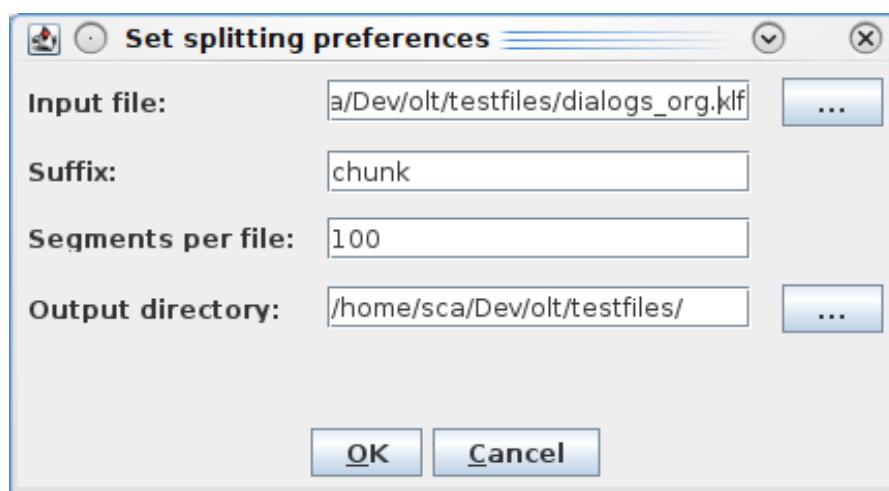 Set splitting preferences
Input file: a/Dev/olt/testfiles/dialogs_org.xlf ...
Suffix: chunk
Segments per file: 100
Output directory: /home/sca/Dev/olt/testfiles/ ...
OK Cancel